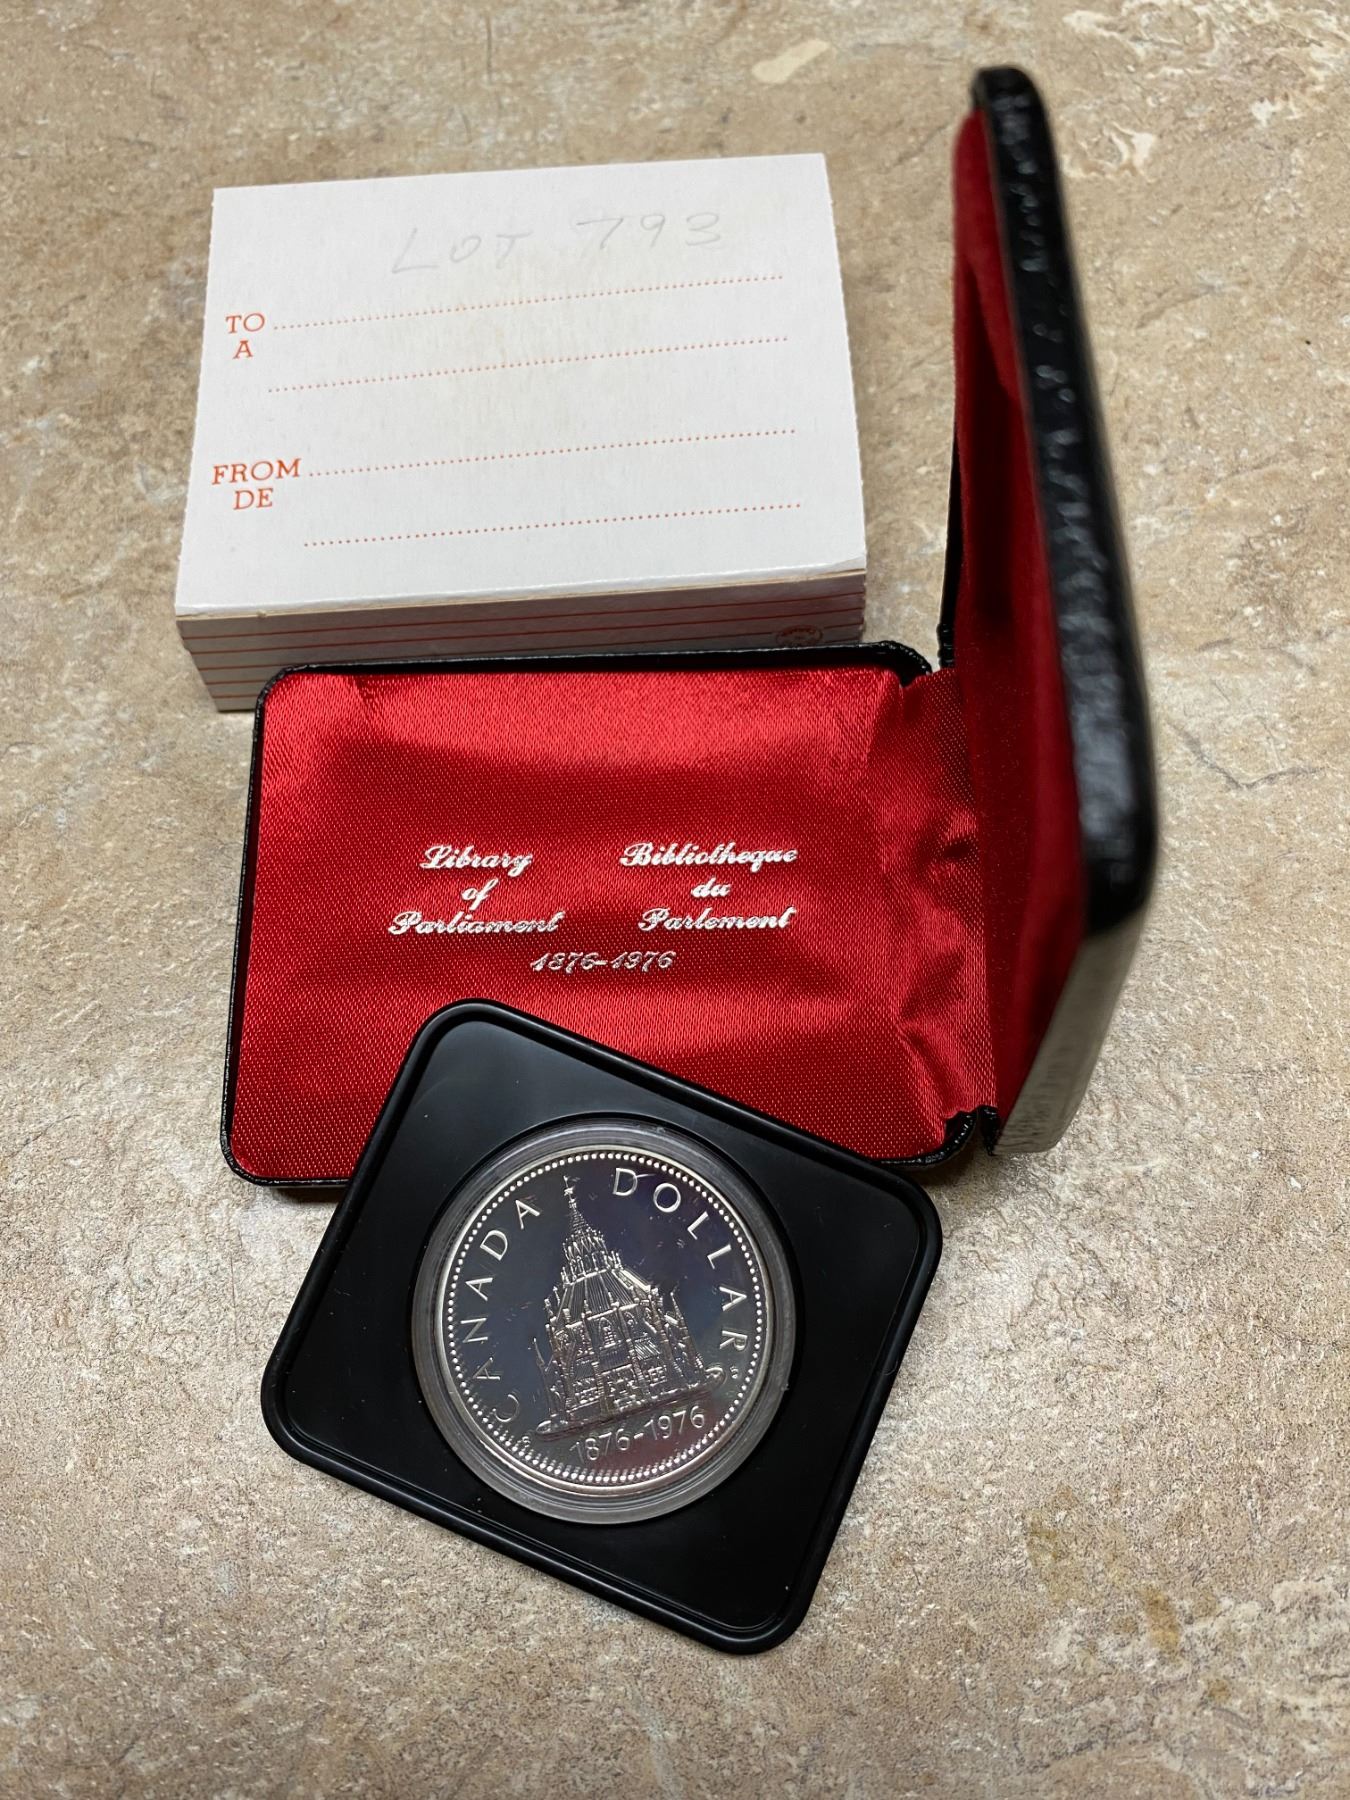 LOT 793
TO
A
FROM
DE
Library
of
Parliament
Bibliotheque
du
Parlement
1876-1976
CANADA DOLLAR
1876-1976